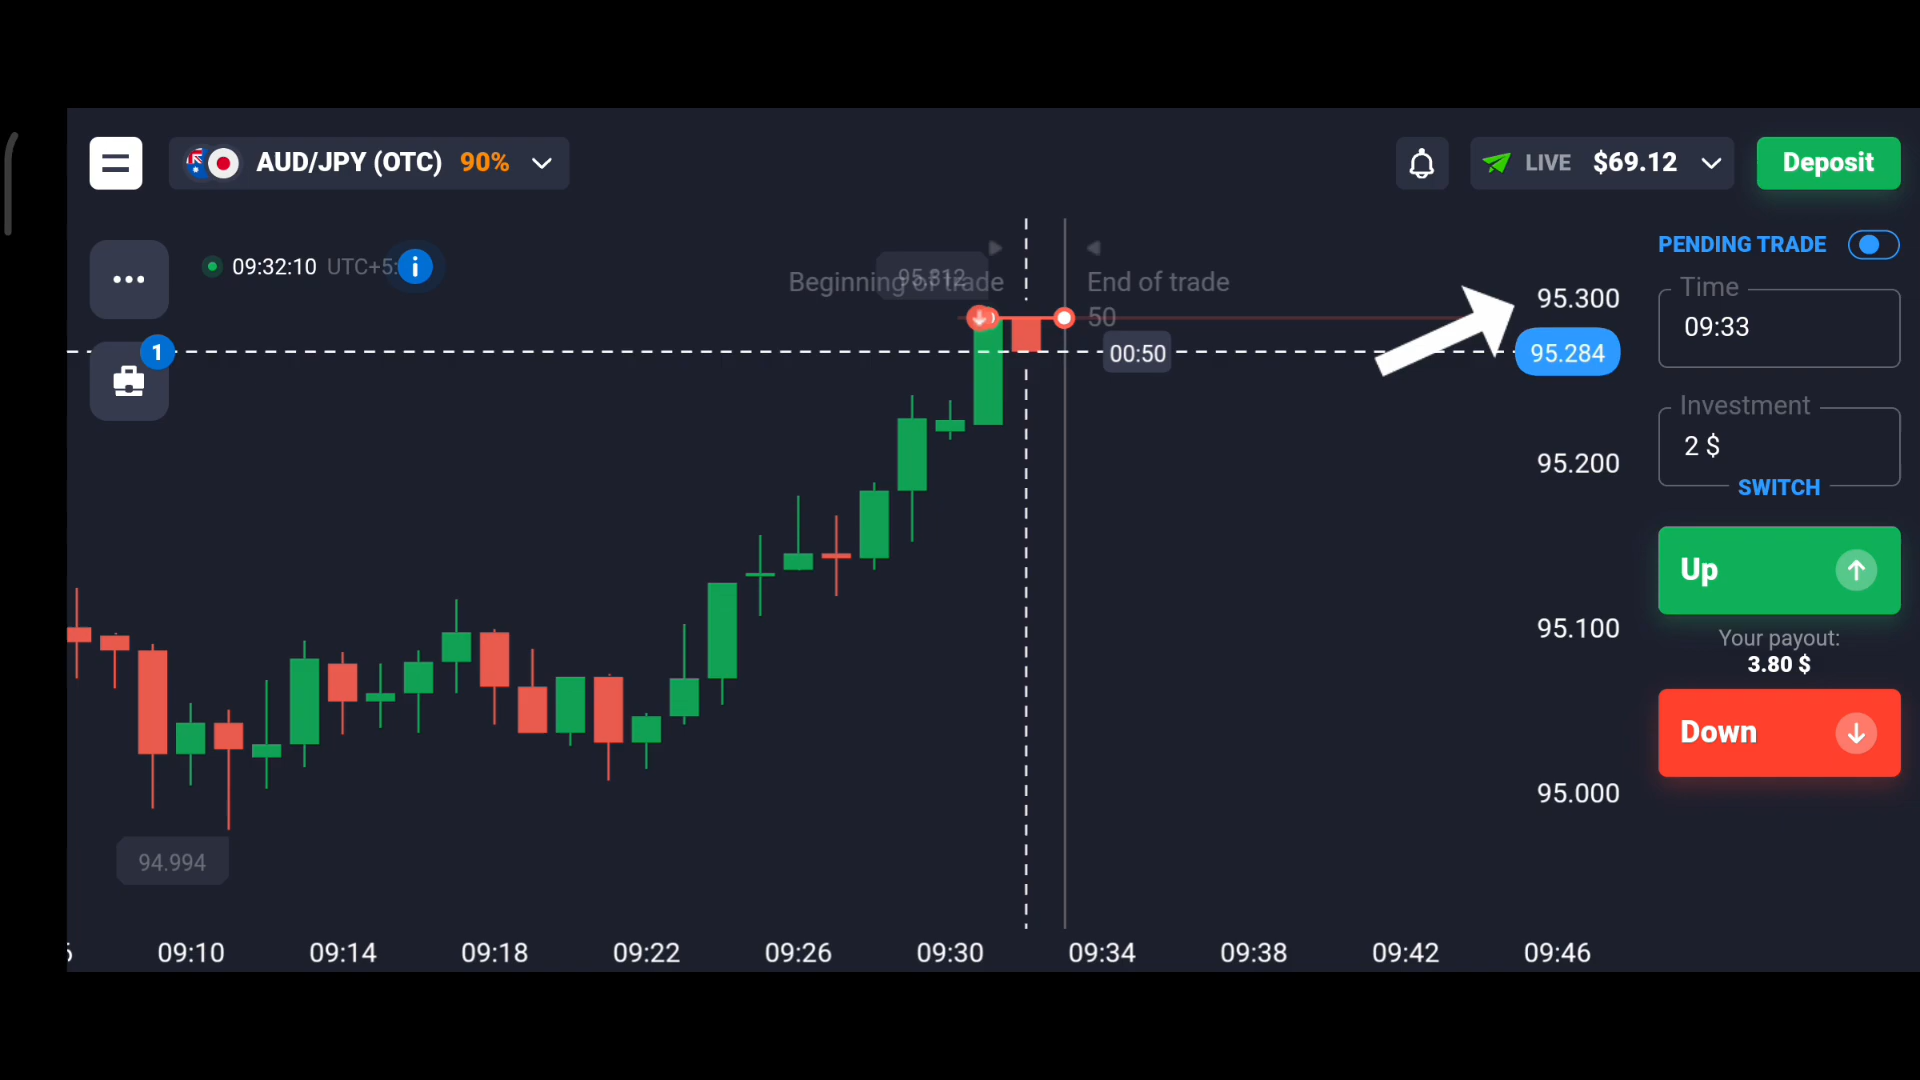 AUD/JPY (OTC) 90%
LIVE $69.12
Deposit
09:32:10 UTC+5:
PENDING TRADE
Time
09:33
Investment
2 $
SWITCH
Up
Your payout:
3.80 $
Down
Beginning of trade
95.312
End of trade
50
00:50
1
95.300
95.284
95.200
95.100
95.000
94.994
09:10 09:14 09:18 09:22 09:26 09:30 09:34 09:38 09:42 09:46